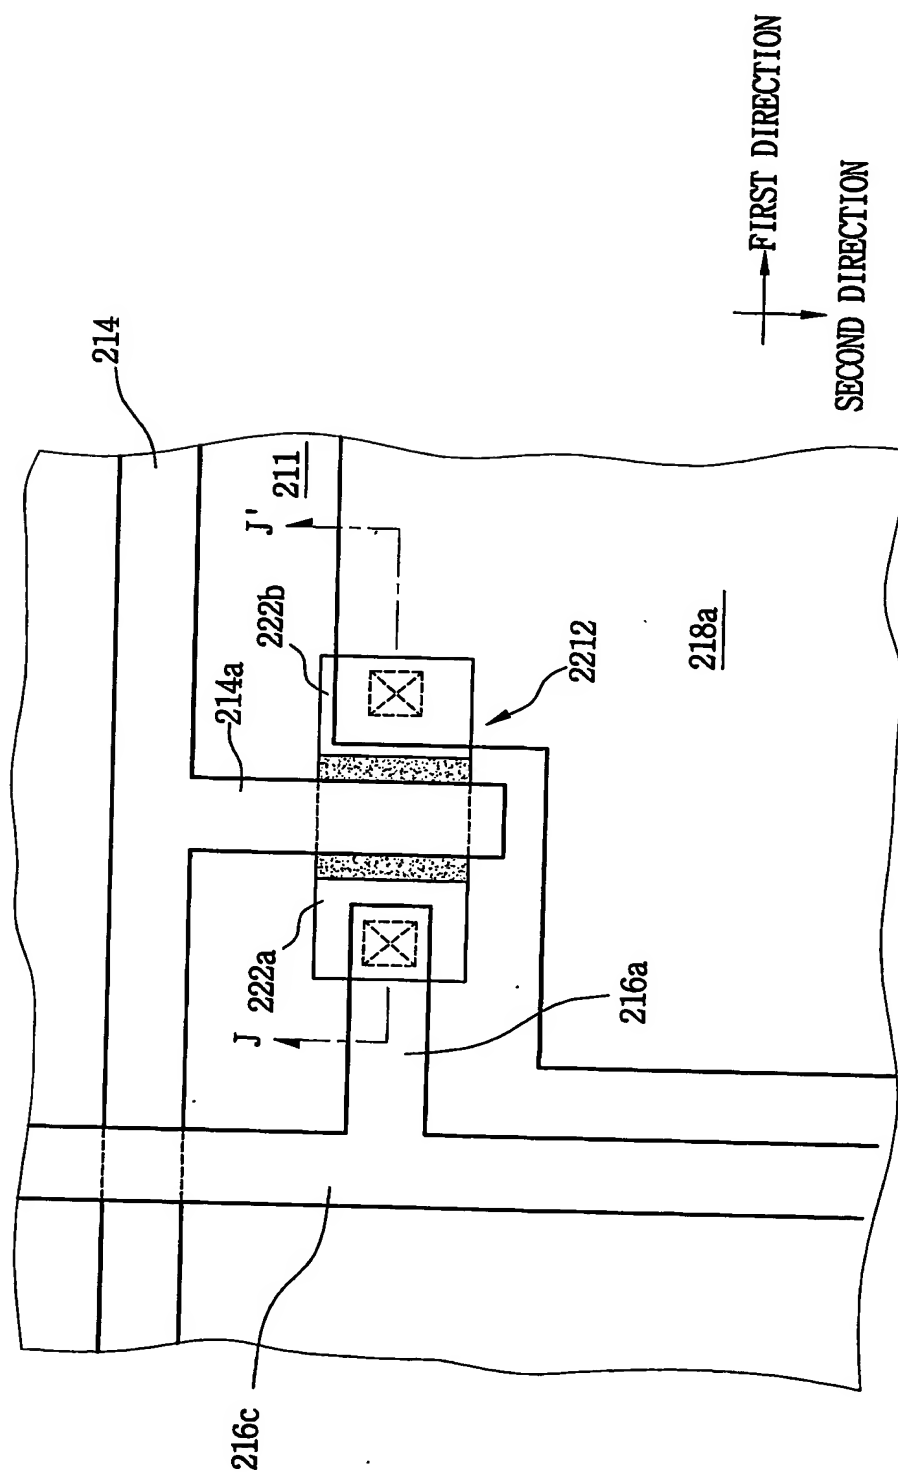 214
211
J'
222b
214a
2212
218a
222a
J
216a
216c
FIRST DIRECTION
SECOND DIRECTION